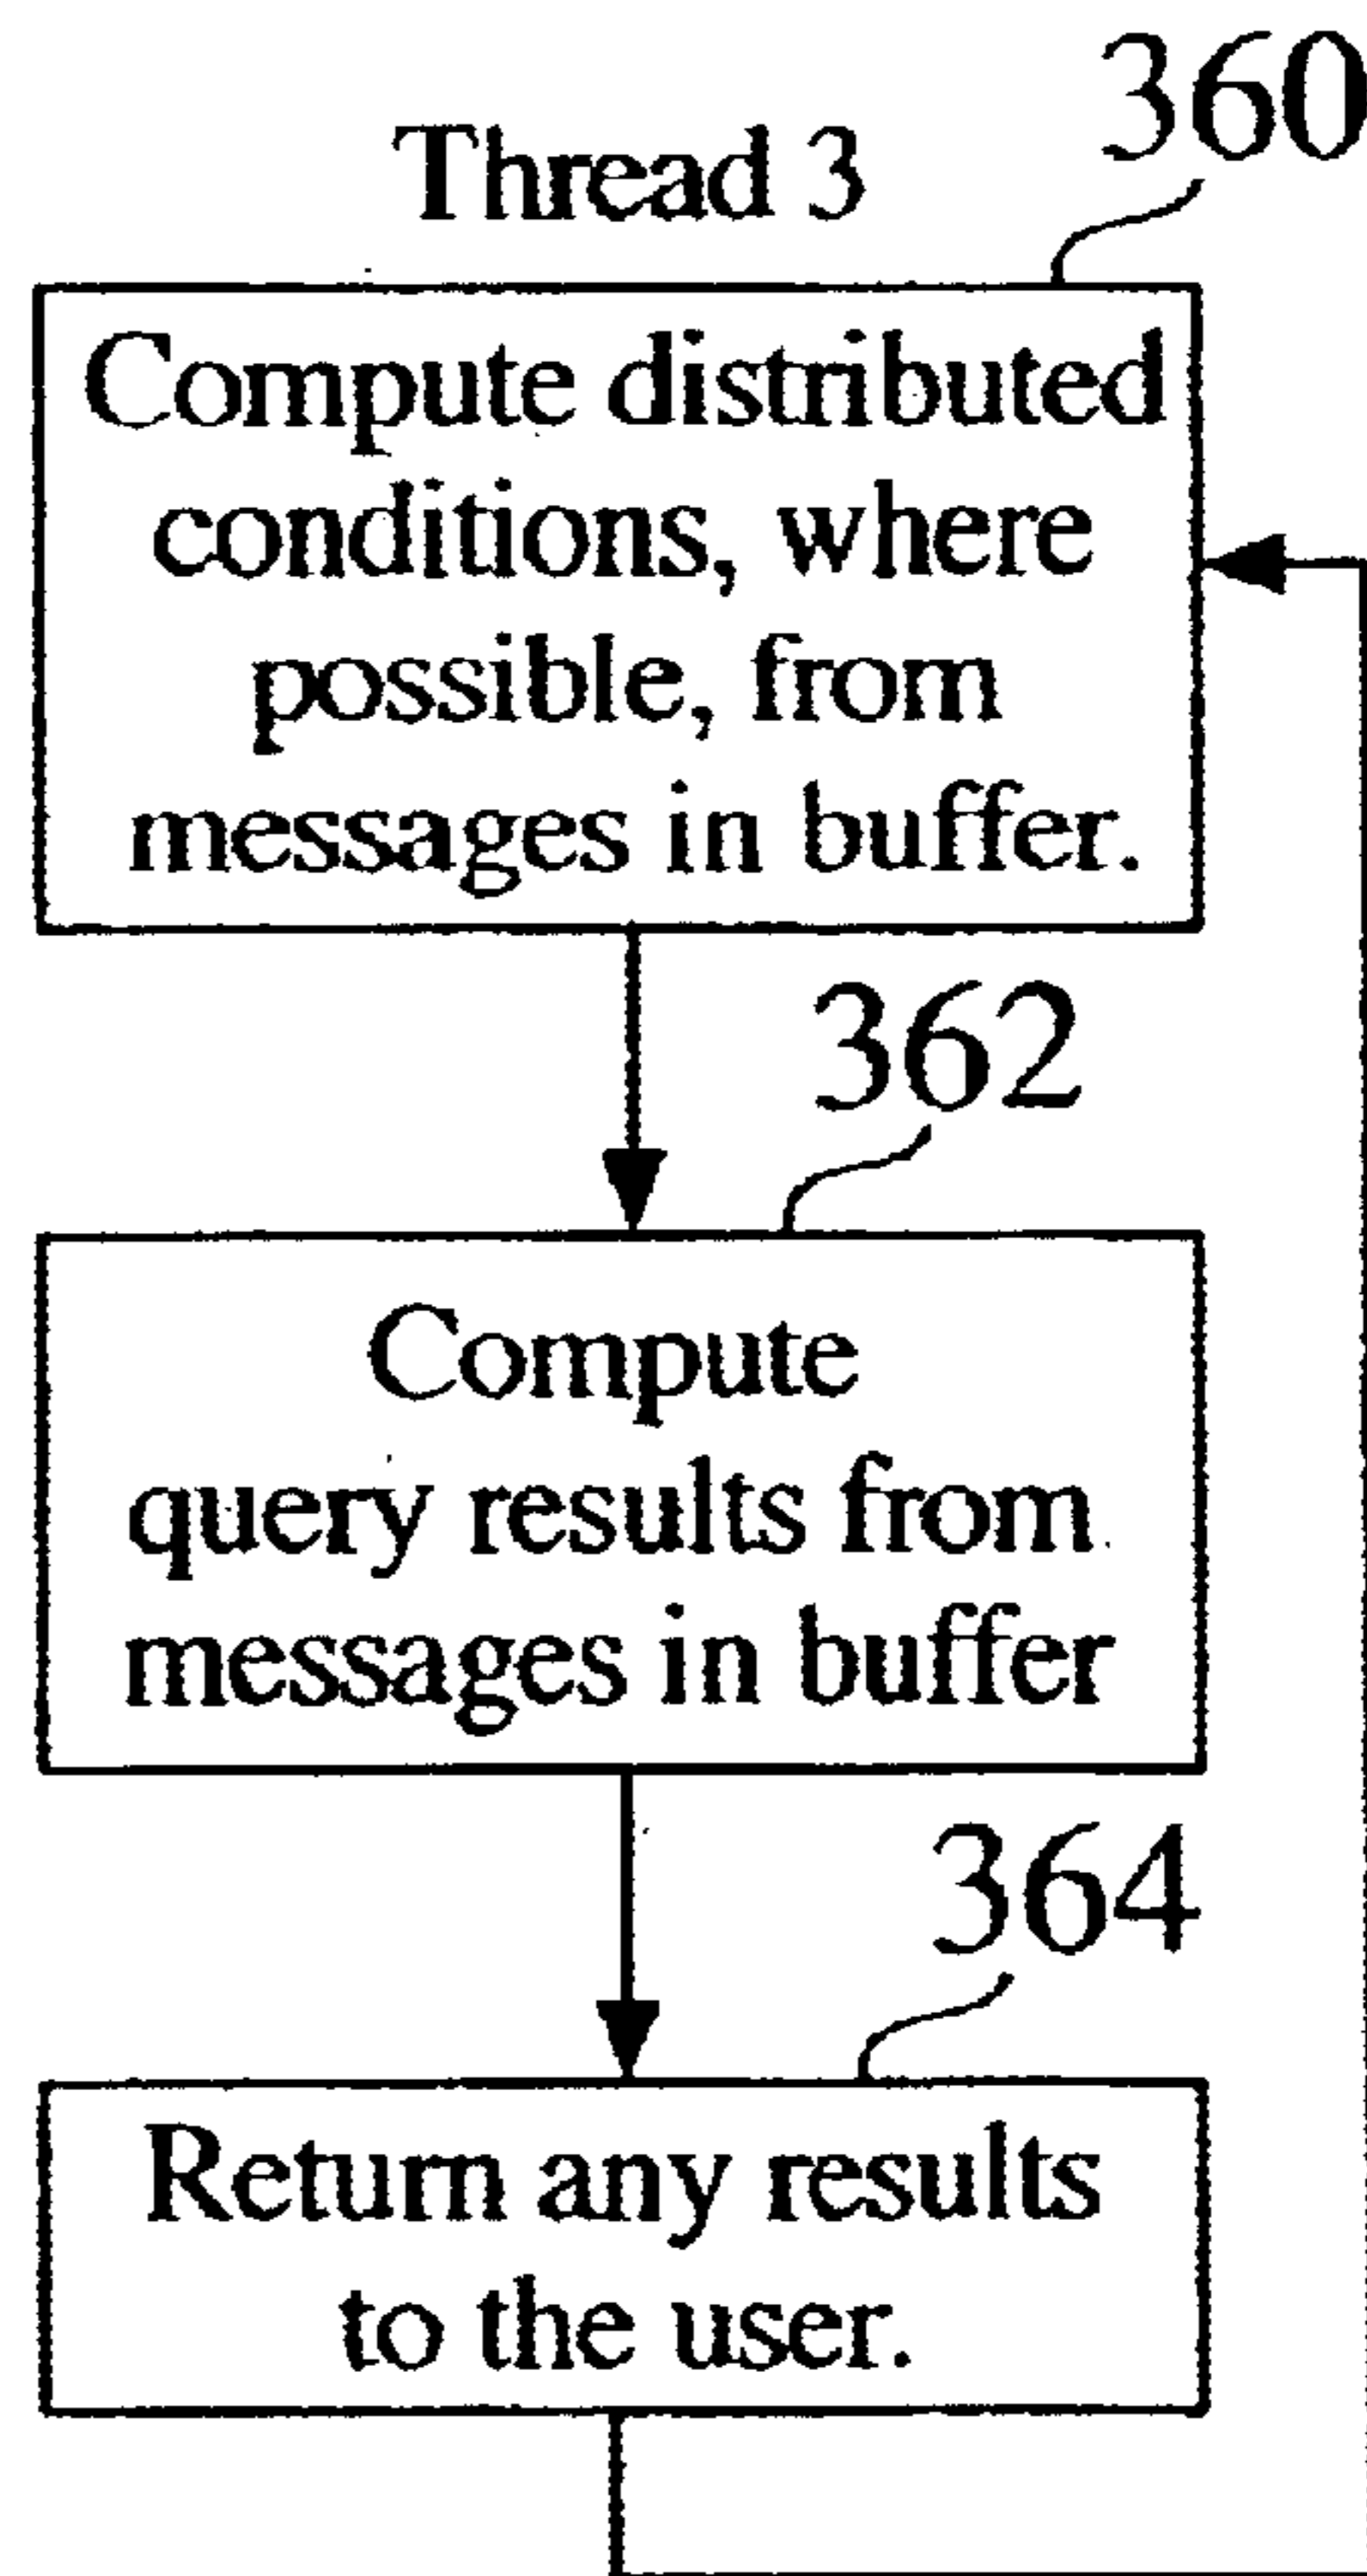 360
Thread 3
Compute distributed
conditions, where
possible, from
messages in buffer.
362
Compute
query results from
messages in buffer
364
Return any results
to the user.